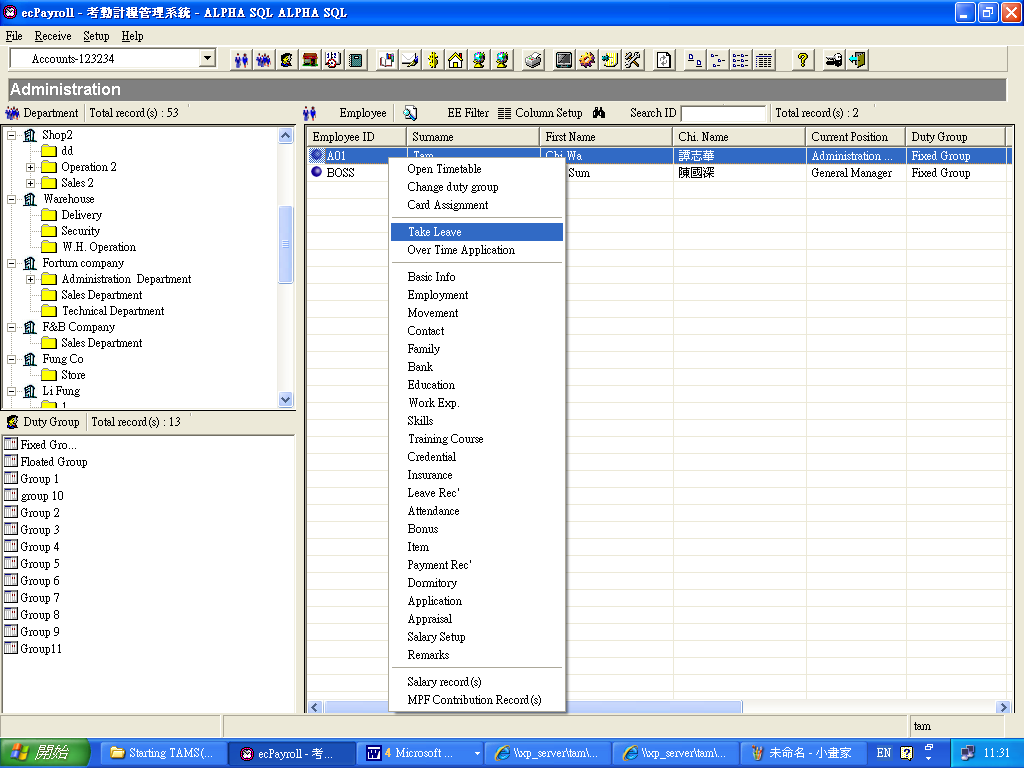 ecPayroll - 考勤計糧管理系統 - ALPHA SQL ALPHA SQL
File Receive Setup Help
Accounts-123234
Administration
Department Total record(s) : 53
Employee EE Filter Column Setup Search ID Total record(s) : 2
Shop2
dd
Operation 2
Sales 2
Warehouse
Delivery
Security
W.H. Operation
Forturn company
Administration Department
Sales Department
Technical Department
F&B Company
Sales Department
Fung Co
Store
Li Fung
1
Duty Group Total record(s) : 13
Fixed Gro...
Floated Group
Group 1
group 10
Group 2
Group 3
Group 4
Group 5
Group 6
Group 7
Group 8
Group 9
Group11
Employee ID Surname First Name Chi. Name Current Position Duty Group
A01 Tam Chi Wa 譚志華 Administration ... Fixed Group
BOSS Sum 陳國深 General Manager Fixed Group
Open Timetable
Change duty group
Card Assignment
Take Leave
Over Time Application
Basic Info
Employment
Movement
Contact
Family
Bank
Education
Work Exp.
Skills
Training Course
Credential
Insurance
Leave Rec'
Attendance
Bonus
Item
Payment Rec'
Dormitory
Application
Appraisal
Salary Setup
Remarks
Salary record(s)
MPF Contribution Record(s)
tam
開始 Starting TAMS(... ecPayroll - 考... 4 Microsoft ... \\xp_server\tam\... \\xp_server\tam\... 未命名 - 小畫家 EN 11:31